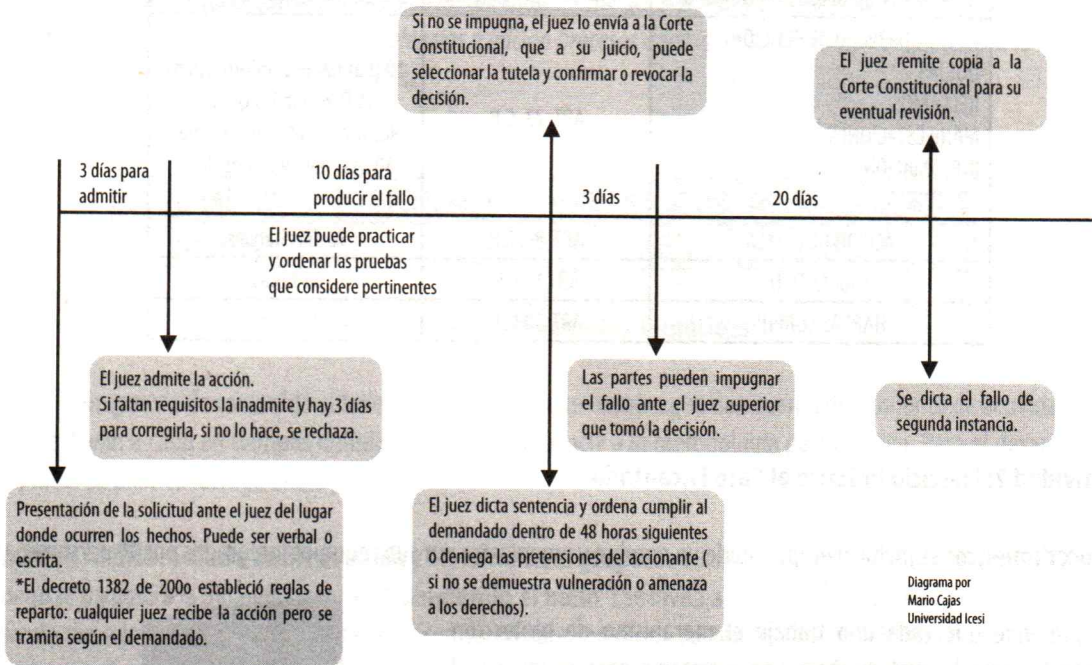 Si no se impugna, el juez lo envía a la Corte
Constitucional, que a su juicio, puede
seleccionar la tutela y confirmar o revocar la
decisión.
El juez remite copia a la
Corte Constitucional para su
eventual revisión.
3 días para
admitir
10 días para
producir el fallo
3 días
20 días
El juez puede practicar
y ordenar las pruebas
que considere pertinentes
El juez admite la acción.
Si faltan requisitos la inadmite y hay 3 días
para corregirla, si no lo hace, se rechaza.
Las partes pueden impugnar
el fallo ante el juez superior
que tomó la decisión.
Se dicta el fallo de
segunda instancia.
Presentación de la solicitud ante el juez del lugar
donde ocurren los hechos. Puede ser verbal o
escrita.
*El decreto 1382 de 200o estableció reglas de
reparto: cualquier juez recibe la acción pero se
tramita según el demandado.
El juez dicta sentencia y ordena cumplir al
demandado dentro de 48 horas siguientes
o deniega las pretensiones del accionante (
si no se demuestra vulneración o amenaza
a los derechos).
Diagrama por
Mario Cajas
Universidad Icesi